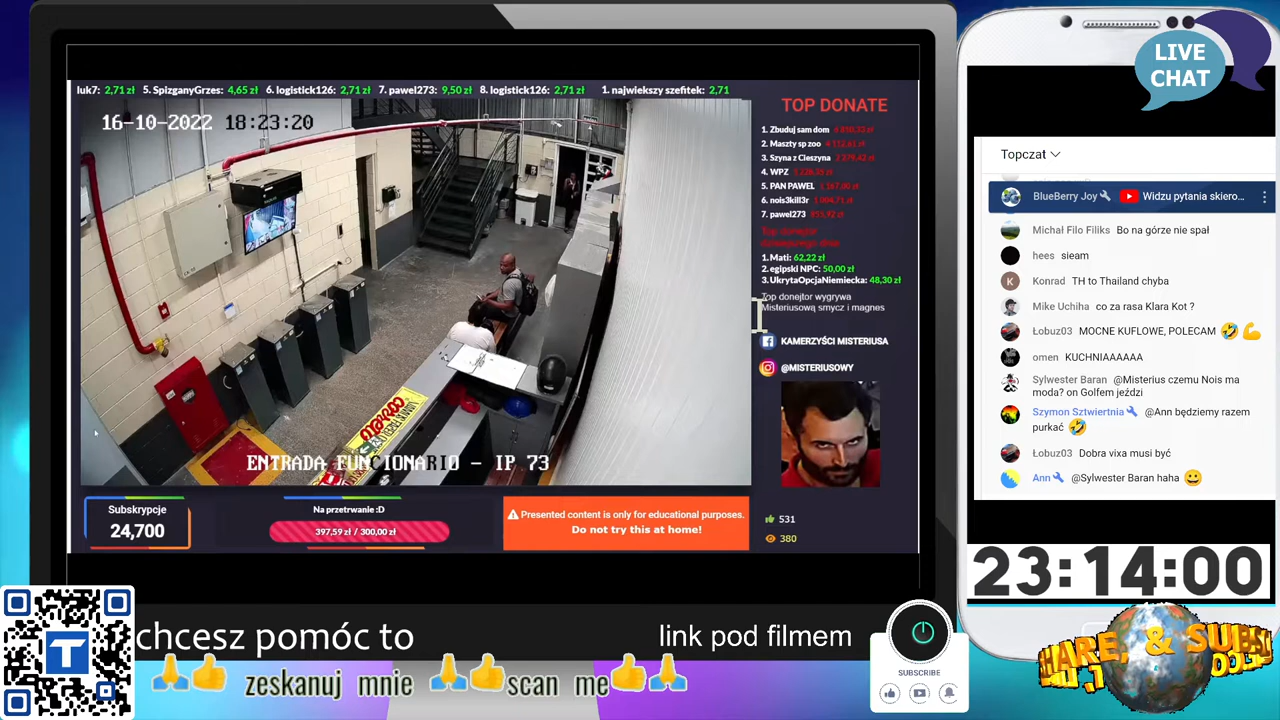 luk7: 2,71 zł 5. SpizganyGrzes: 4,65 zł 6. logistick126: 2,71 zł 7. pawel273: 9,50 zł 8. logistick126: 2,71 zł 1. najwiekszy szefitek: 2,71
16-10-2022 18:23:20
ENTRADA FUNCIONARIO - IP 73
TOP DONATE
1. Zbuduj sam dom
2. Maszty sp zoo
3. Szyna z Cieszyna
4. WPZ
5. PAN PAWEŁ
6. nois3kill3r
7. pawel273
1. Mati: 62,22 zł
2. egipski NPC: 50,00 zł
3. UkrytaOpcjaNiemiecka: 48,30 zł
Top donejtor wygrywa
Misteriusową smycz i magnes
KAMERZYŚCI MISTERIUSA
@MISTERIUSOWY
531
380
Subskrypcje
24,700
Na przetrwanie :D
397,59 zł / 300,00 zł
Presented content is only for educational purposes.
Do not try this at home!
LIVE
CHAT
Topczat
BlueBerry Joy Widzu pytania skiero...
Michał Filo Filiks Bo na górze nie spał
hees sieam
K Konrad TH to Thailand chyba
Mike Uchiha co za rasa Klara Kot ?
Łobuz03 MOCNE KUFLOWE, POLECAM 🤣 💪
omen KUCHNIAAAAAA
Sylwester Baran @Misterius czemu Nois ma
moda? on Golfem jeździ
Szymon Sztwiertnia @Ann będziemy razem
purkać 🤣
Łobuz03 Dobra vixa musi być
Ann @Sylwester Baran haha 😀
23:14:00
T
chcesz pomóc to
link pod filmem
🙏👍 zeskanuj mnie 🙏👍 scan me 👍🙏
SUBSCRIBE
HARE, & SUBS